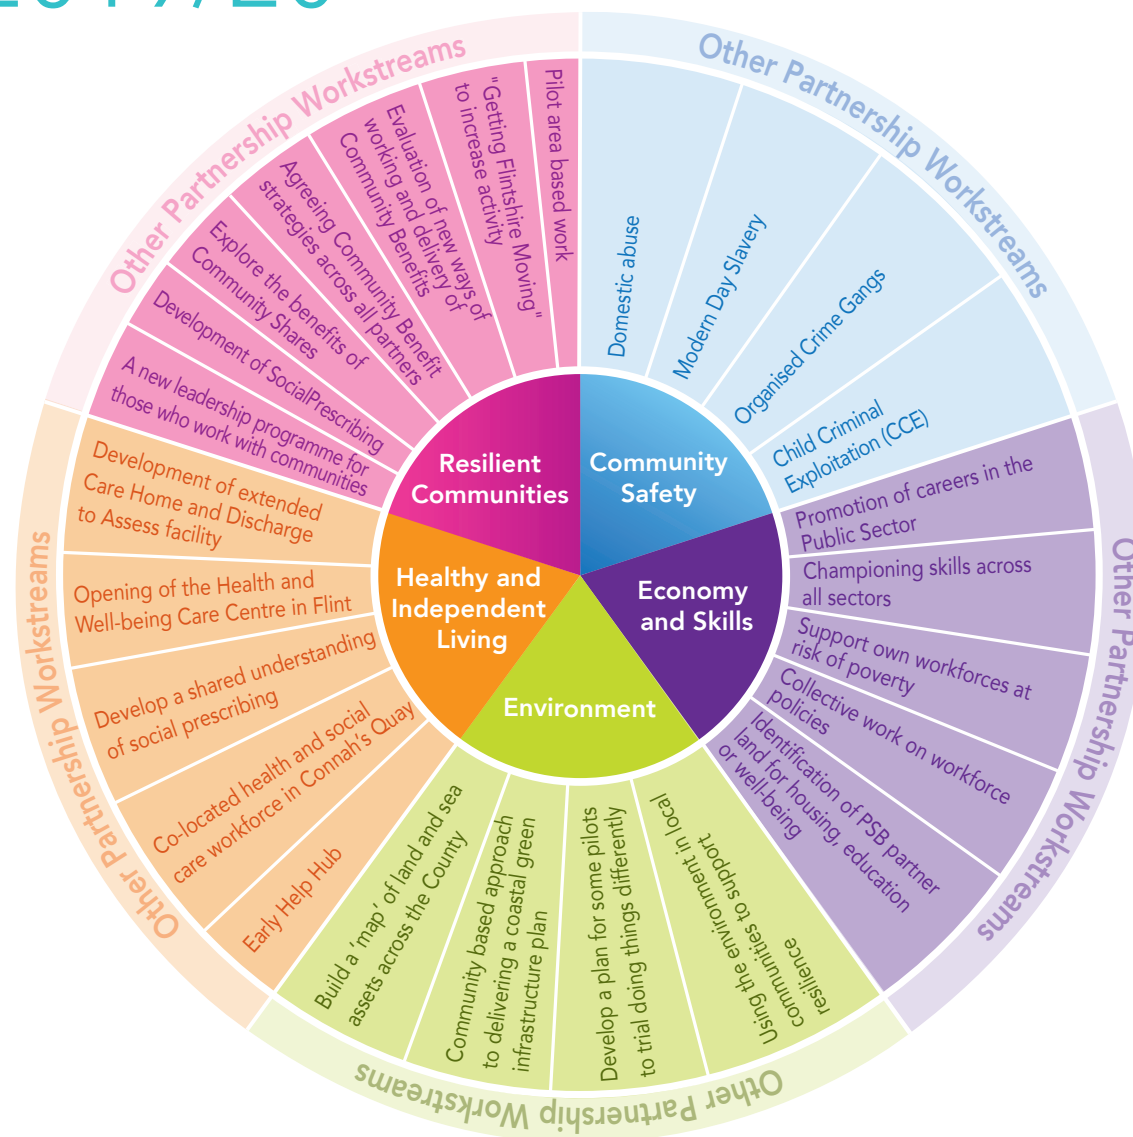 Other Partnership Workstreams
Domestic abuse
Modern Day Slavery
Organised Crime Gangs
Child Criminal
Exploitation (CCE)
Community
Safety
Other Partnership Workstreams
Promotion of careers in the
Public Sector
Championing skills across
all sectors
Support own workforces at
risk of poverty
Collective work on workforce
policies
Identification of PSB partner
land for housing, education
or well-being
Economy
and Skills
Other Partnership Workstreams
Using the environment in local
communities to support
resilience
Develop a plan for some pilots
to trial doing things differently
Community based approach
to delivering a coastal green
infrastructure plan
Build a ‘map’ of land and sea
assets across the County
Environment
Other Partnership Workstreams
Early Help Hub
Co-located health and social
care workforce in Connah's Quay
Develop a shared understanding
of social prescribing
Opening of the Health and
Well-being Care Centre in Flint
Development of extended
Care Home and Discharge
to Assess facility
Healthy and
Independent
Living
Other Partnership Workstreams
A new leadership programme for
those who work with communities
Development of SocialPrescribing
Explore the benefits of
Community Shares
Agreeing Community Benefit
strategies across all partners
Evaluation of new ways of
working and delivery of
Community Benefits
"Getting Flintshire Moving"
to increase activity
Pilot area based work
Resilient
Communities